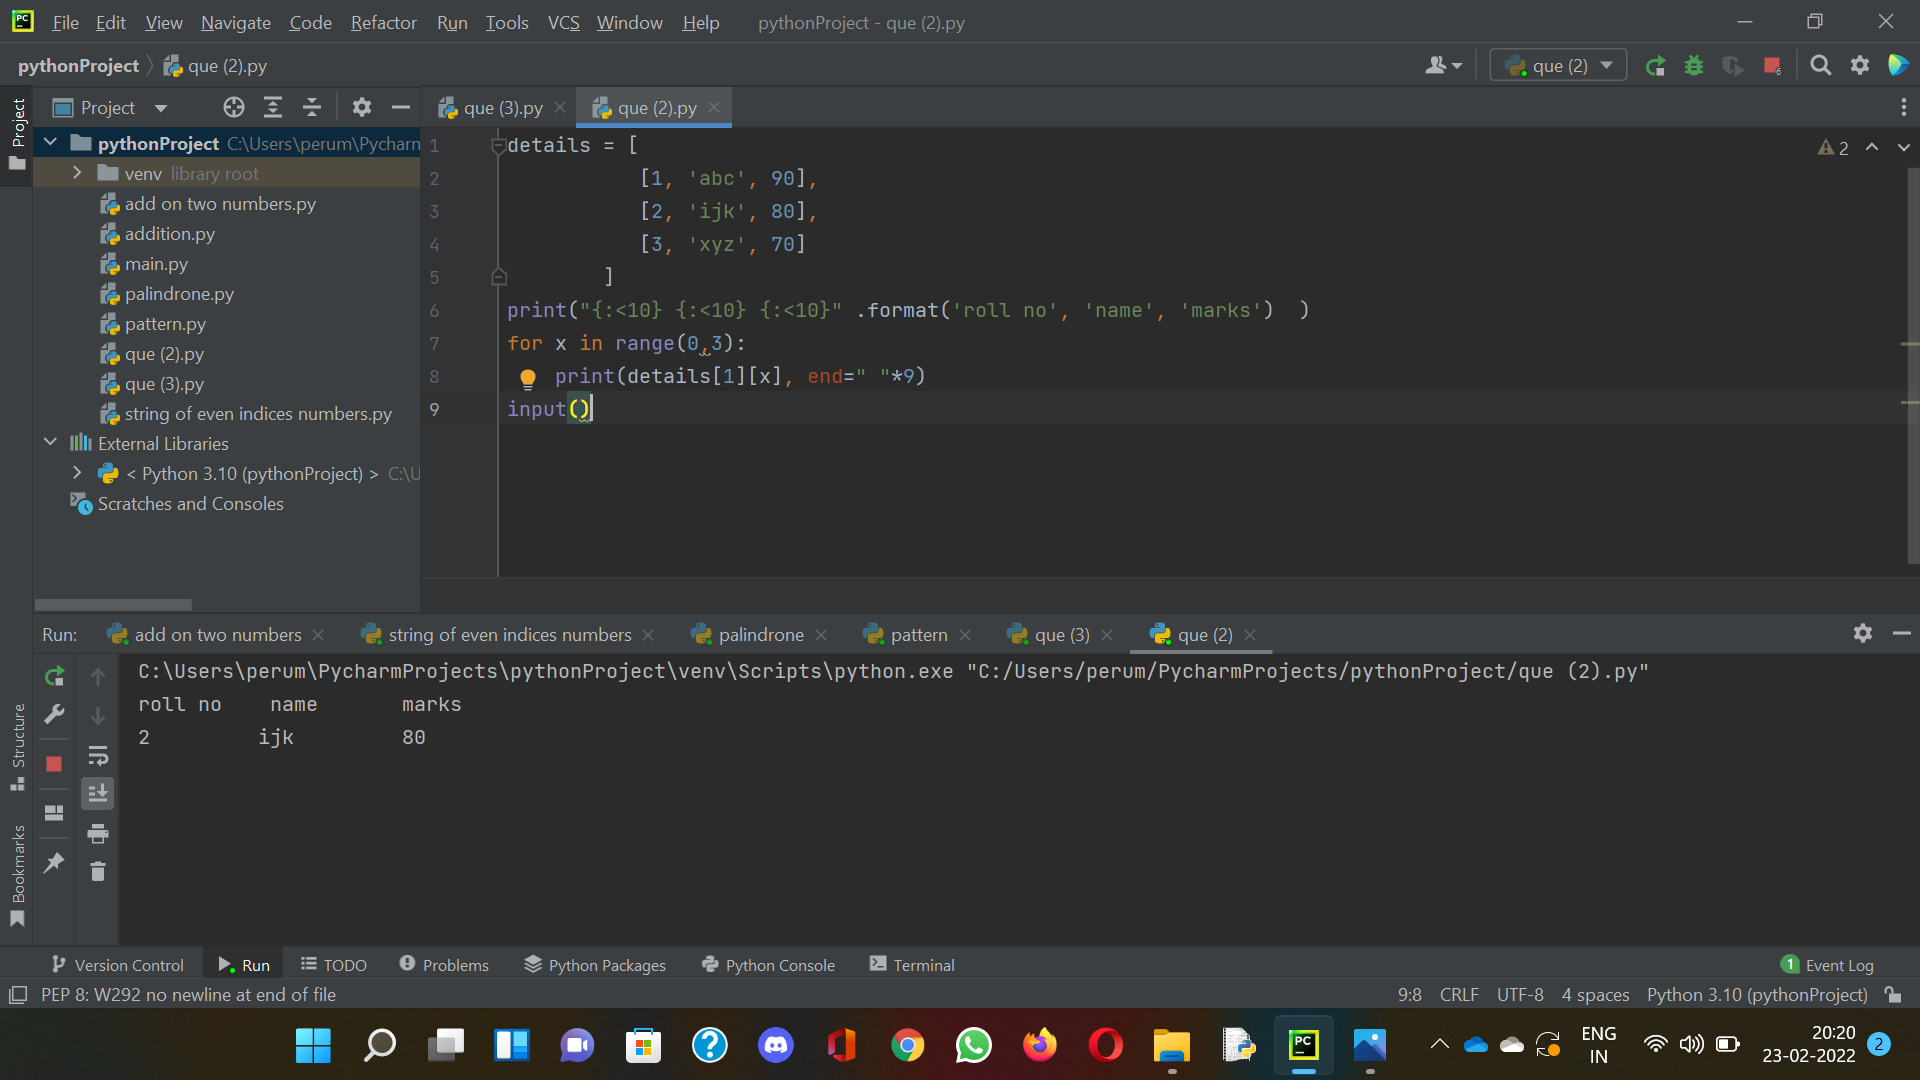 PC File Edit View Navigate Code Refactor Run Tools VCS Window Help pythonProject - que (2).py
pythonProject que (2).py que (2) 6
Project
Project
que (3).py que (2).py
pythonProject C:\Users\perum\Pycharn
venv library root
add on two numbers.py
addition.py
main.py
palindrone.py
pattern.py
que (2).py
que (3).py
string of even indices numbers.py
External Libraries
< Python 3.10 (pythonProject) > C:\U
Scratches and Consoles
2
1 details = [
2 [1, 'abc', 90],
3 [2, 'ijk', 80],
4 [3, 'xyz', 70]
5 ]
6 print("{:<10} {:<10} {:<10}" .format('roll no', 'name', 'marks') )
7 for x in range(0,3):
8 print(details[1][x], end=" "*9)
9 input()
Run: add on two numbers string of even indices numbers palindrone pattern que (3) que (2)
C:\Users\perum\PycharmProjects\pythonProject\venv\Scripts\python.exe "C:/Users/perum/PycharmProjects/pythonProject/que (2).py"
roll no name marks
2 ijk 80
Structure
Bookmarks
Version Control Run TODO Problems Python Packages Python Console Terminal 1 Event Log
PEP 8: W292 no newline at end of file 9:8 CRLF UTF-8 4 spaces Python 3.10 (pythonProject)
PC
ENG
IN
20:20
23-02-2022
2